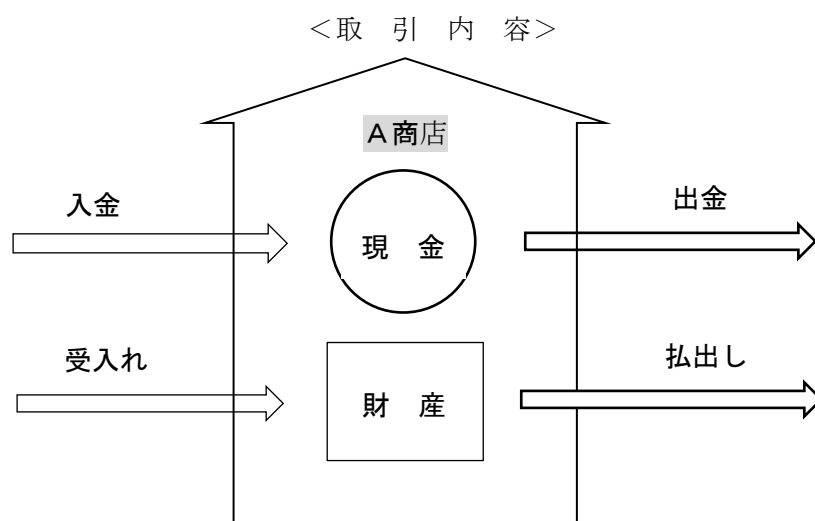 ＜取　引　内　容＞
Ａ商店
入金
出金
現　金
受入れ
払出し
財　産